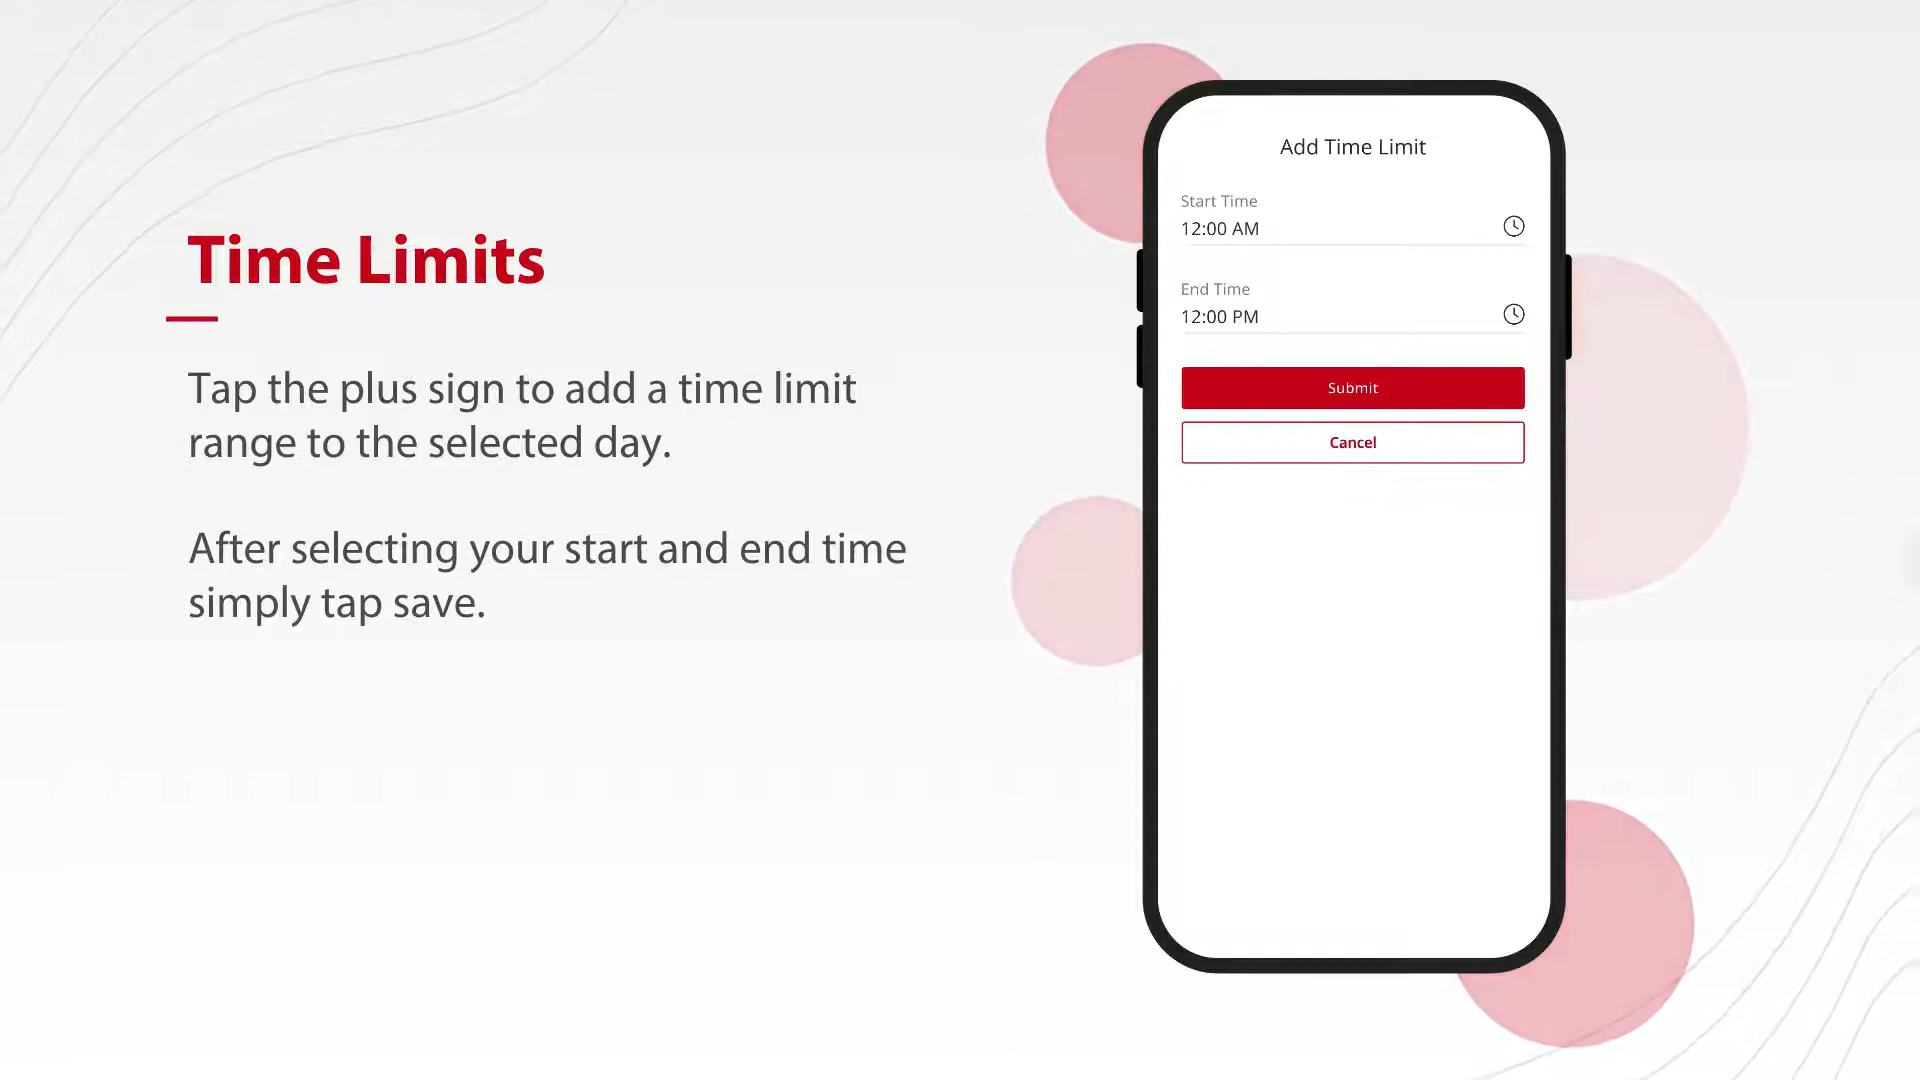 Time Limits
Tap the plus sign to add a time limit
range to the selected day.
After selecting your start and end time
simply tap save.
Add Time Limit
Start Time
12:00 AM
End Time
12:00 PM
Submit
Cancel